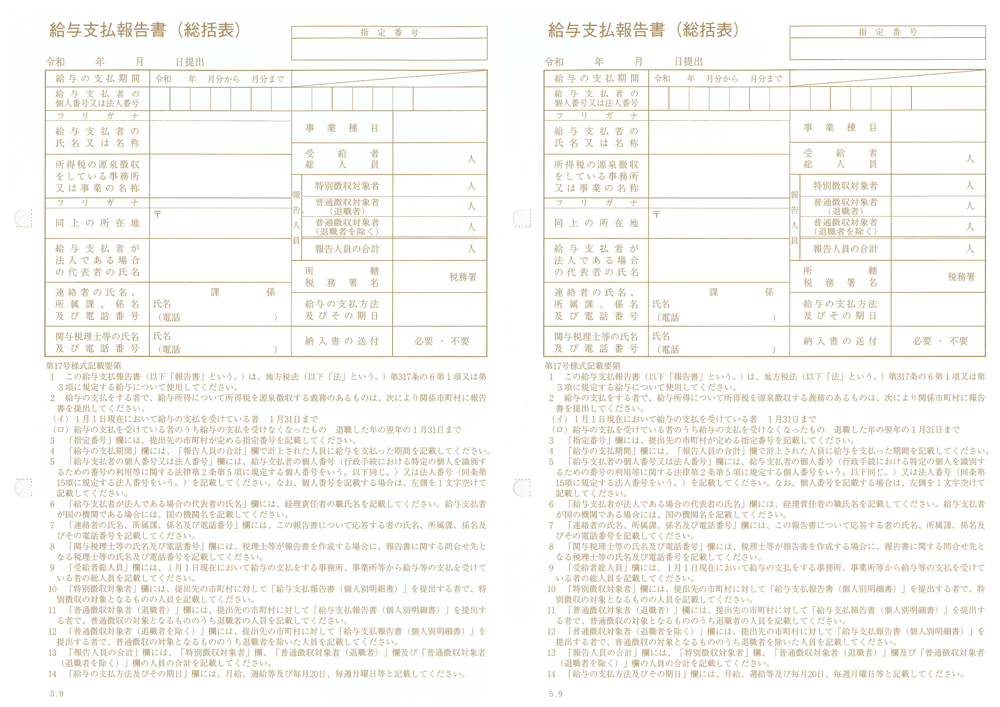 給与支払報告書（総括表）
指定番号
令和 年 月 日提出
給与の支払期間 令和 年 月分から 月分まで
給与支払者の
個人番号又は法人番号
フリガナ
給与支払者の
氏名又は名称
事業種目
受給者
総人員
人
所得税の源泉徴収
をしている事務所
又は事業の名称
フリガナ
同上の所在地
〒
報告人員
特別徴収対象者 人
普通徴収対象者
（退職者）
人
普通徴収対象者
（退職者を除く）
人
報告人員の合計 人
給与支払者が
法人である場合
の代表者の氏名
所轄
税務署名
税務署
連絡者の氏名、
所属課、係名
及び電話番号
課 係
氏名
（電話 ）
給与の支払方法
及びその期日
関与税理士等の氏名
及び電話番号
氏名
（電話 ）
納入書の送付 必要・不要
第17号様式記載要領
1 この給与支払報告書（以下「報告書」という。）は、地方税法（以下「法」という。）第317条の6第1項又は第
3項に規定する給与について使用してください。
2 給与の支払をする者で、給与所得について所得税を源泉徴収する義務のあるものは、次により関係市町村に報告
書を提出してください。
（イ）1月1日現在において給与の支払を受けている者 1月31日まで
（ロ）給与の支払を受けている者のうち給与の支払を受けなくなったもの 退職した年の翌年の1月31日まで
3 「指定番号」欄には、提出先の市町村が定める指定番号を記載してください。
4 「給与の支払期間」欄には、「報告人員の合計」欄で計上された人員に給与を支払った期間を記載してください。
5 「給与支払者の個人番号又は法人番号」欄には、給与支払者の個人番号（行政手続における特定の個人を識別す
るための番号の利用等に関する法律第2条第5項に規定する個人番号をいう。以下同じ。）又は法人番号（同条第
15項に規定する法人番号をいう。）を記載してください。なお、個人番号を記載する場合は、左側を1文字空けて
記載してください。
6 「給与支払者が法人である場合の代表者の氏名」欄には、経理責任者の職氏名を記載してください。給与支払者
が国の機関である場合には、国の機関名を記載してください。
7 「連絡者の氏名、所属課、係名及び電話番号」欄には、この報告書について応答する者の氏名、所属課、係名及
びその電話番号を記載してください。
8 「関与税理士等の氏名及び電話番号」欄には、税理士等が報告書を作成する場合に、報告書に関する問合せ先と
なる税理士等の氏名及び電話番号を記載してください。
9 「受給者総人員」欄には、1月1日現在において給与の支払をする事務所、事業所等から給与等の支払を受けて
いる者の総人員を記載してください。
10 「特別徴収対象者」欄には、提出先の市町村に対して「給与支払報告書（個人別明細書）」を提出する者で、特
別徴収の対象となるものの人員を記載してください。
11 「普通徴収対象者（退職者）」欄には、提出先の市町村に対して「給与支払報告書（個人別明細書）」を提出す
る者で、普通徴収の対象となるもののうち退職者の人員を記載してください。
12 「普通徴収対象者（退職者を除く）」欄には、提出先の市町村に対して「給与支払報告書（個人別明細書）」を
提出する者で、普通徴収の対象となるもののうち退職者を除いた人員を記載してください。
13 「報告人員の合計」欄には、「特別徴収対象者」欄、「普通徴収対象者（退職者）」欄及び「普通徴収対象者
（退職者を除く）」欄の人員の合計を記載してください。
14 「給与の支払方法及びその期日」欄には、月給、週給等及び毎月20日、毎週月曜日等と記載してください。
5.9
給与支払報告書（総括表）
指定番号
令和 年 月 日提出
給与の支払期間 令和 年 月分から 月分まで
給与支払者の
個人番号又は法人番号
フリガナ
給与支払者の
氏名又は名称
事業種目
受給者
総人員
人
所得税の源泉徴収
をしている事務所
又は事業の名称
フリガナ
同上の所在地
〒
報告人員
特別徴収対象者 人
普通徴収対象者
（退職者）
人
普通徴収対象者
（退職者を除く）
人
報告人員の合計 人
給与支払者が
法人である場合
の代表者の氏名
所轄
税務署名
税務署
連絡者の氏名、
所属課、係名
及び電話番号
課 係
氏名
（電話 ）
給与の支払方法
及びその期日
関与税理士等の氏名
及び電話番号
氏名
（電話 ）
納入書の送付 必要・不要
第17号様式記載要領
1 この給与支払報告書（以下「報告書」という。）は、地方税法（以下「法」という。）第317条の6第1項又は第
3項に規定する給与について使用してください。
2 給与の支払をする者で、給与所得について所得税を源泉徴収する義務のあるものは、次により関係市町村に報告
書を提出してください。
（イ）1月1日現在において給与の支払を受けている者 1月31日まで
（ロ）給与の支払を受けている者のうち給与の支払を受けなくなったもの 退職した年の翌年の1月31日まで
3 「指定番号」欄には、提出先の市町村が定める指定番号を記載してください。
4 「給与の支払期間」欄には、「報告人員の合計」欄で計上された人員に給与を支払った期間を記載してください。
5 「給与支払者の個人番号又は法人番号」欄には、給与支払者の個人番号（行政手続における特定の個人を識別す
るための番号の利用等に関する法律第2条第5項に規定する個人番号をいう。以下同じ。）又は法人番号（同条第
15項に規定する法人番号をいう。）を記載してください。なお、個人番号を記載する場合は、左側を1文字空けて
記載してください。
6 「給与支払者が法人である場合の代表者の氏名」欄には、経理責任者の職氏名を記載してください。給与支払者
が国の機関である場合には、国の機関名を記載してください。
7 「連絡者の氏名、所属課、係名及び電話番号」欄には、この報告書について応答する者の氏名、所属課、係名及
びその電話番号を記載してください。
8 「関与税理士等の氏名及び電話番号」欄には、税理士等が報告書を作成する場合に、報告書に関する問合せ先と
なる税理士等の氏名及び電話番号を記載してください。
9 「受給者総人員」欄には、1月1日現在において給与の支払をする事務所、事業所等から給与等の支払を受けて
いる者の総人員を記載してください。
10 「特別徴収対象者」欄には、提出先の市町村に対して「給与支払報告書（個人別明細書）」を提出する者で、特
別徴収の対象となるものの人員を記載してください。
11 「普通徴収対象者（退職者）」欄には、提出先の市町村に対して「給与支払報告書（個人別明細書）」を提出す
る者で、普通徴収の対象となるもののうち退職者の人員を記載してください。
12 「普通徴収対象者（退職者を除く）」欄には、提出先の市町村に対して「給与支払報告書（個人別明細書）」を
提出する者で、普通徴収の対象となるもののうち退職者を除いた人員を記載してください。
13 「報告人員の合計」欄には、「特別徴収対象者」欄、「普通徴収対象者（退職者）」欄及び「普通徴収対象者
（退職者を除く）」欄の人員の合計を記載してください。
14 「給与の支払方法及びその期日」欄には、月給、週給等及び毎月20日、毎週月曜日等と記載してください。
5.9